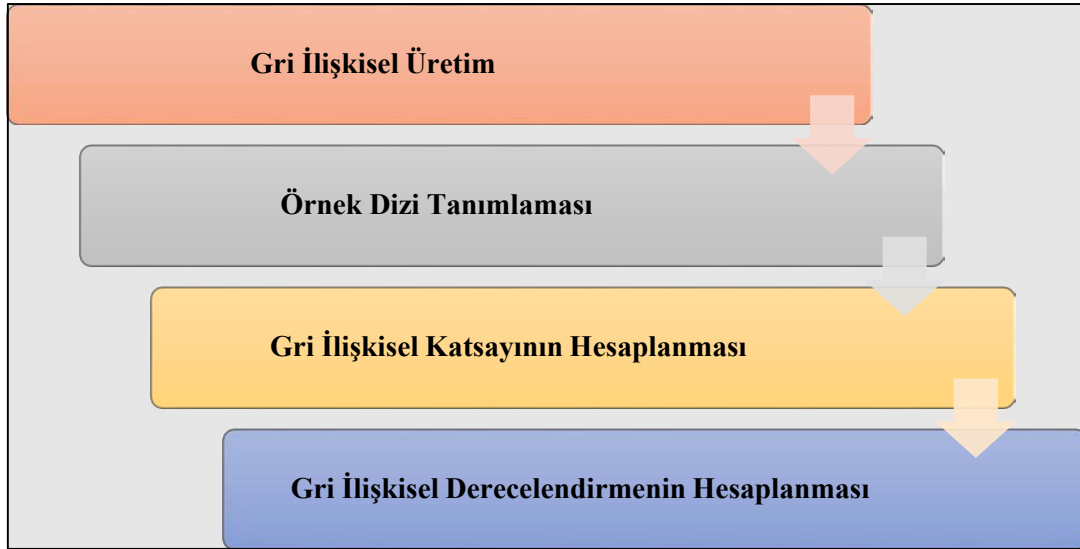 Gri İlişkisel Üretim
Örnek Dizi Tanımlaması
Gri İlişkisel Katsayının Hesaplanması
Gri İlişkisel Derecelendirmenin Hesaplanması